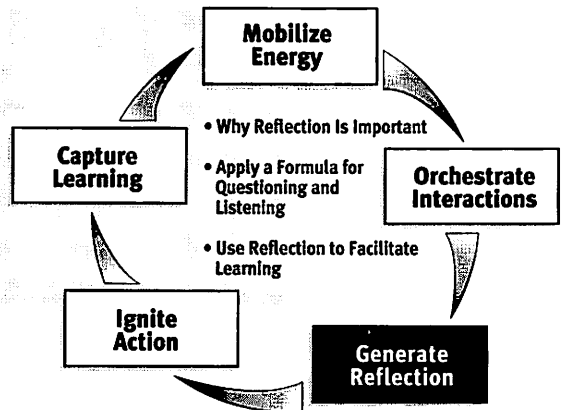 Mobilize
Energy
• Why Reflection Is Important
• Apply a Formula for
Questioning and
Listening
• Use Reflection to Facilitate
Learning
Capture
Learning
Orchestrate
Interactions
Ignite
Action
Generate
Reflection